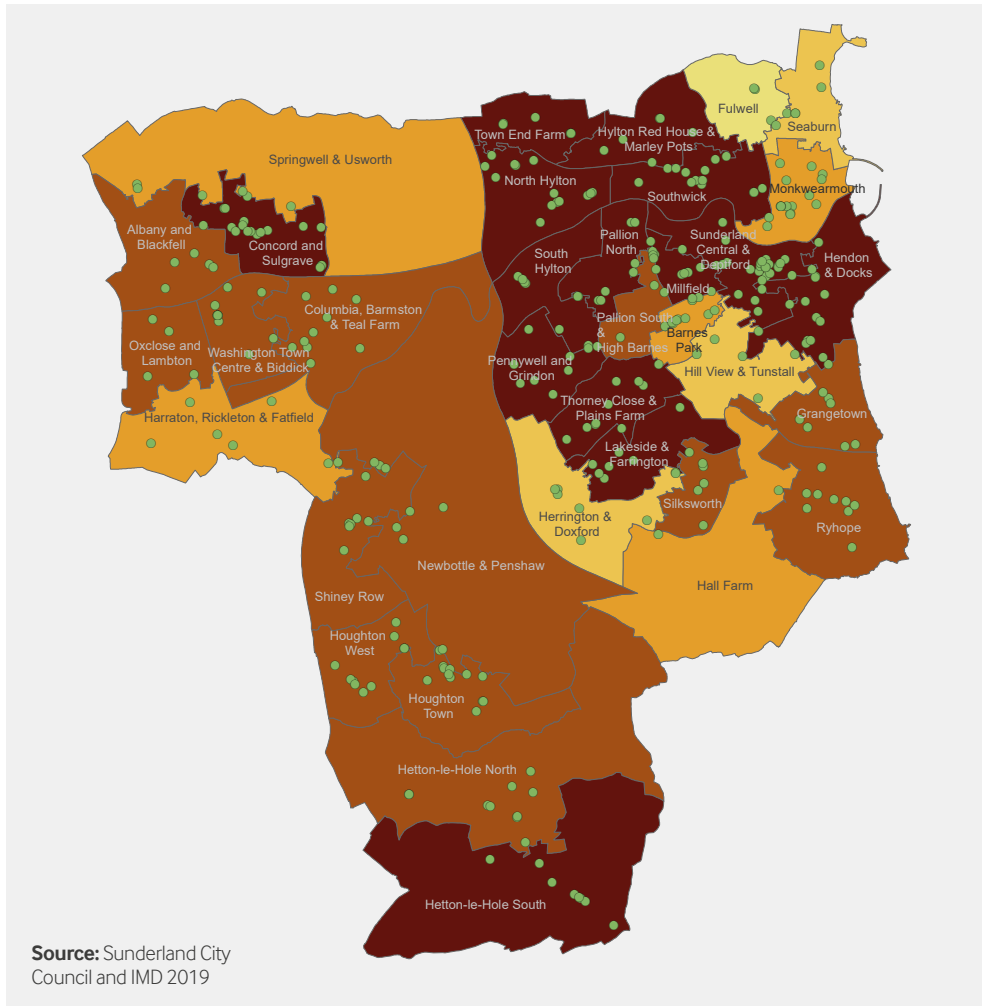 Fulwell
Seaburn
Town End Farm
Hylton Red House &
Marley Pots
Springwell & Usworth
North Hylton
Southwick
Monkwearmouth
Albany and
Blackfell
Concord and
Sulgrave
Pallion
North
Sunderland
Central &
Deptford
Hendon
& Docks
South
Hylton
Millfield
Columbia, Barmston
& Teal Farm
Pallion South
&
High Barnes
Barnes
Park
Oxclose and
Lambton
Washington Town
Centre & Biddick
Pennywell and
Grindon
Hill View & Tunstall
Thorney Close &
Plains Farm
Grangetown
Harraton, Rickleton & Fatfield
Lakeside &
Farrington
Silksworth
Herrington &
Doxford
Ryhope
Newbottle & Penshaw
Hall Farm
Shiney Row
Houghton
West
Houghton
Town
Hetton-le-Hole North
Hetton-le-Hole South
Source: Sunderland City
Council and IMD 2019